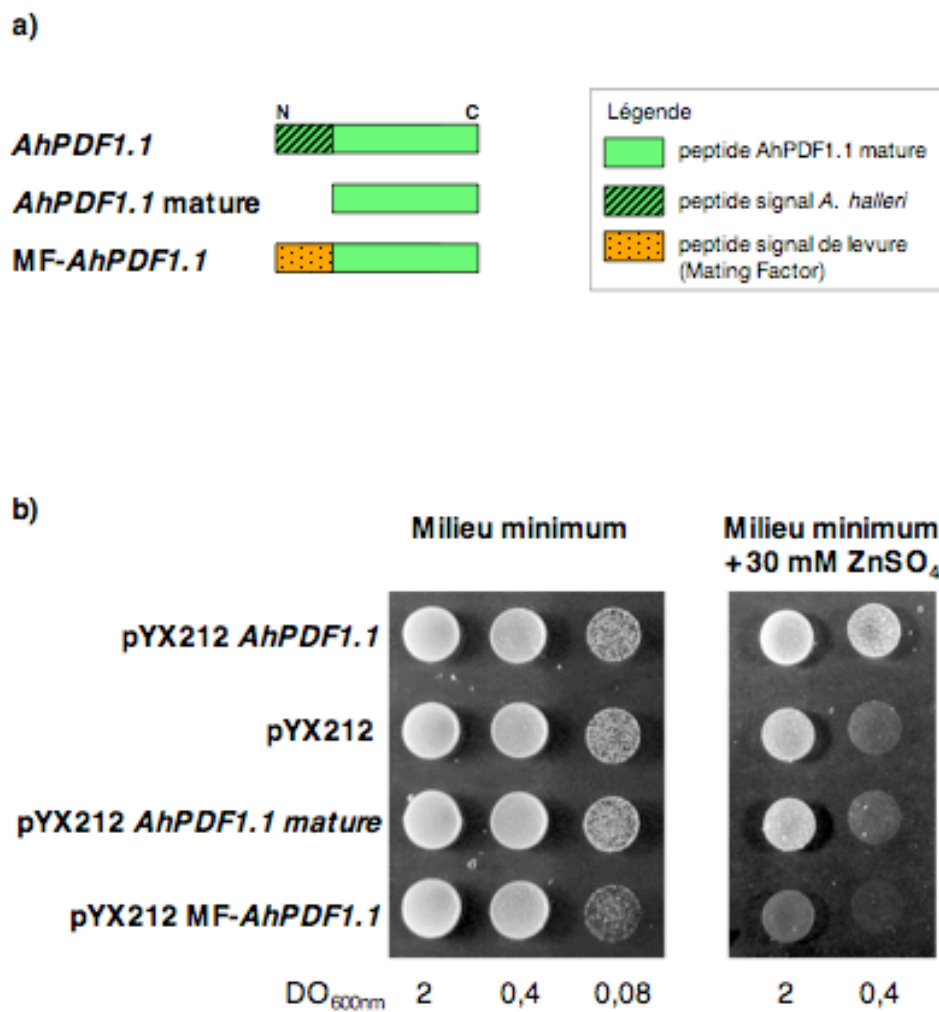 a)
N C
AhPDF1.1
AhPDF1.1 mature
MF-AhPDF1.1
Légende
peptide AhPDF1.1 mature
peptide signal A. halleri
peptide signal de levure
(Mating Factor)
b)
Milieu minimum
Milieu minimum
+30 mM ZnSO₄
pYX212 AhPDF1.1
pYX212
pYX212 AhPDF1.1 mature
pYX212 MF-AhPDF1.1
DO₆₀₀ₙₘ 2 0,4 0,08 2 0,4